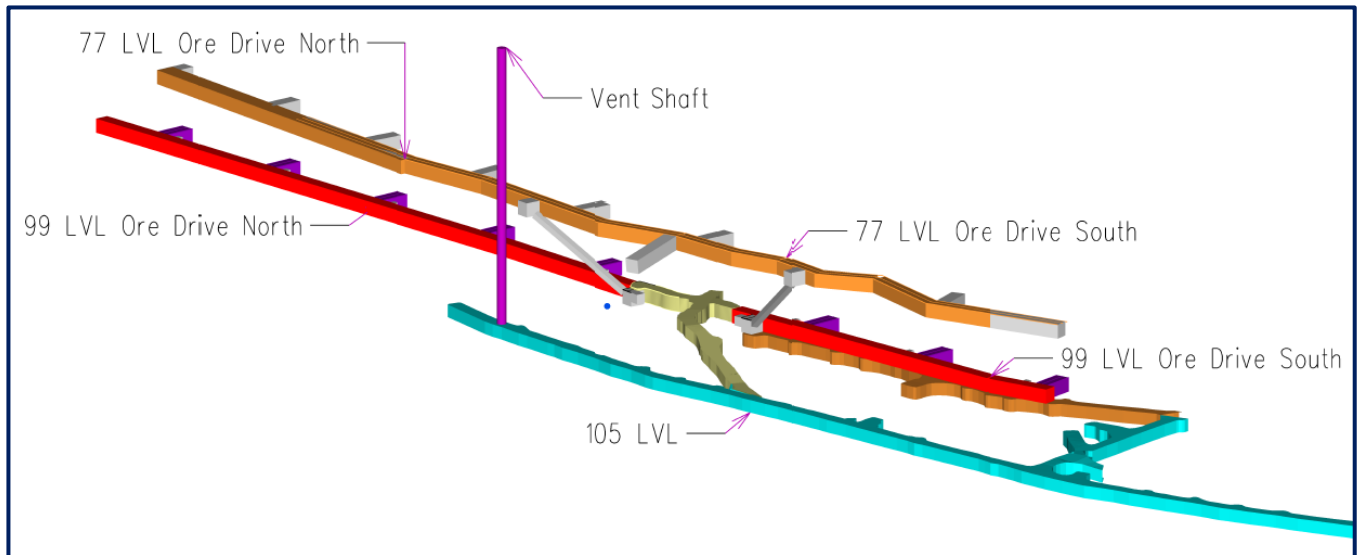 77 LVL Ore Drive North
Vent Shaft
99 LVL Ore Drive North
77 LVL Ore Drive South
99 LVL Ore Drive South
105 LVL